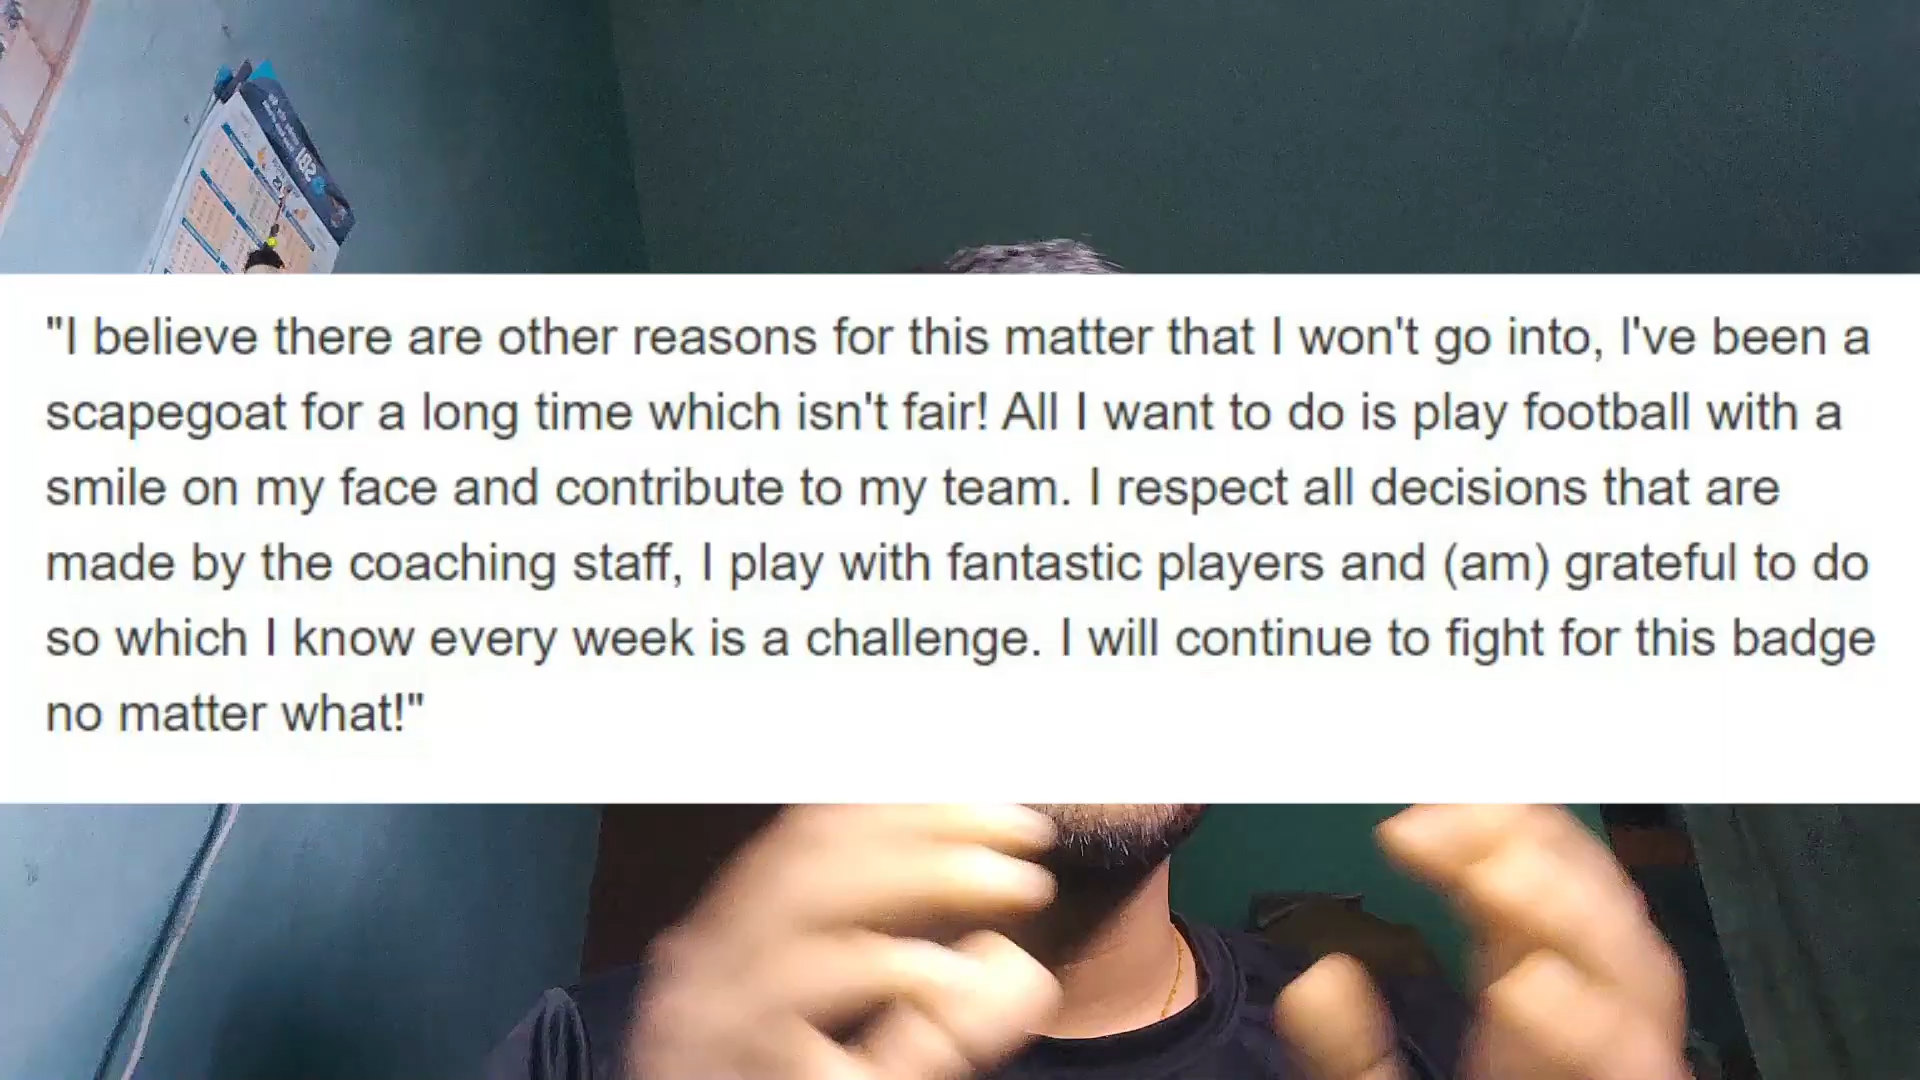 SBI
"I believe there are other reasons for this matter that I won't go into, I've been a
scapegoat for a long time which isn't fair! All I want to do is play football with a
smile on my face and contribute to my team. I respect all decisions that are
made by the coaching staff, I play with fantastic players and (am) grateful to do
so which I know every week is a challenge. I will continue to fight for this badge
no matter what!"